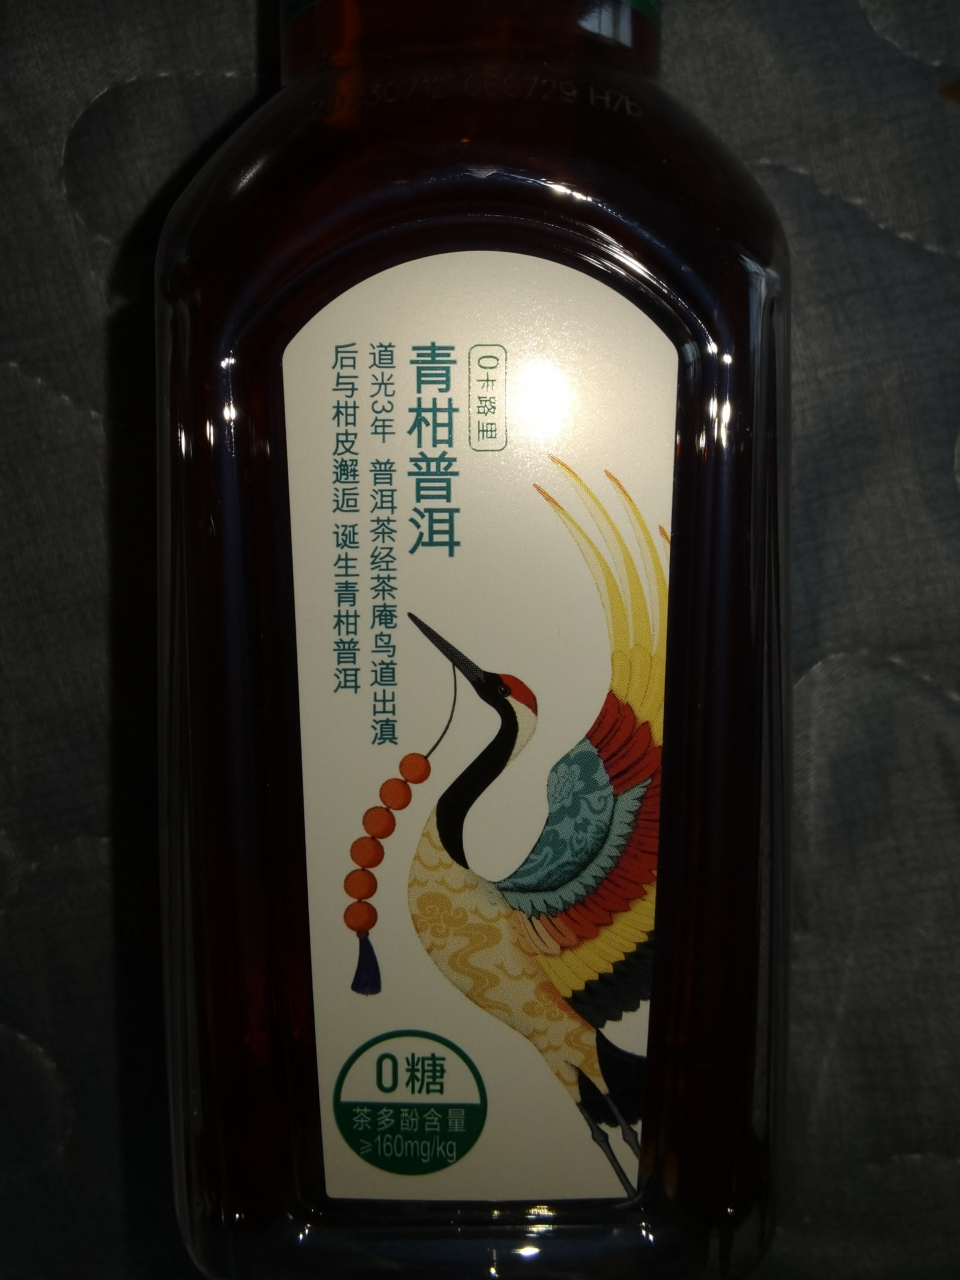 0卡路里
青柑普洱
道光3年 普洱茶经茶庵鸟道出滇
后与柑皮邂逅 诞生青柑普洱
0糖
茶多酚含量
≥160mg/kg